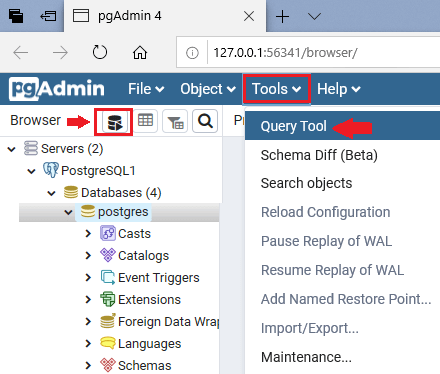 pgAdmin 4
127.0.0.1:56341/browser/
pgAdmin File Object Tools Help
Browser
Query Tool
Schema Diff (Beta)
Search objects
Reload Configuration
Pause Replay of WAL
Resume Replay of WAL
Add Named Restore Point...
Import/Export...
Maintenance...
Servers (2)
PostgreSQL1
Databases (4)
postgres
Casts
Catalogs
Event Triggers
Extensions
Foreign Data Wrap
Languages
Schemas